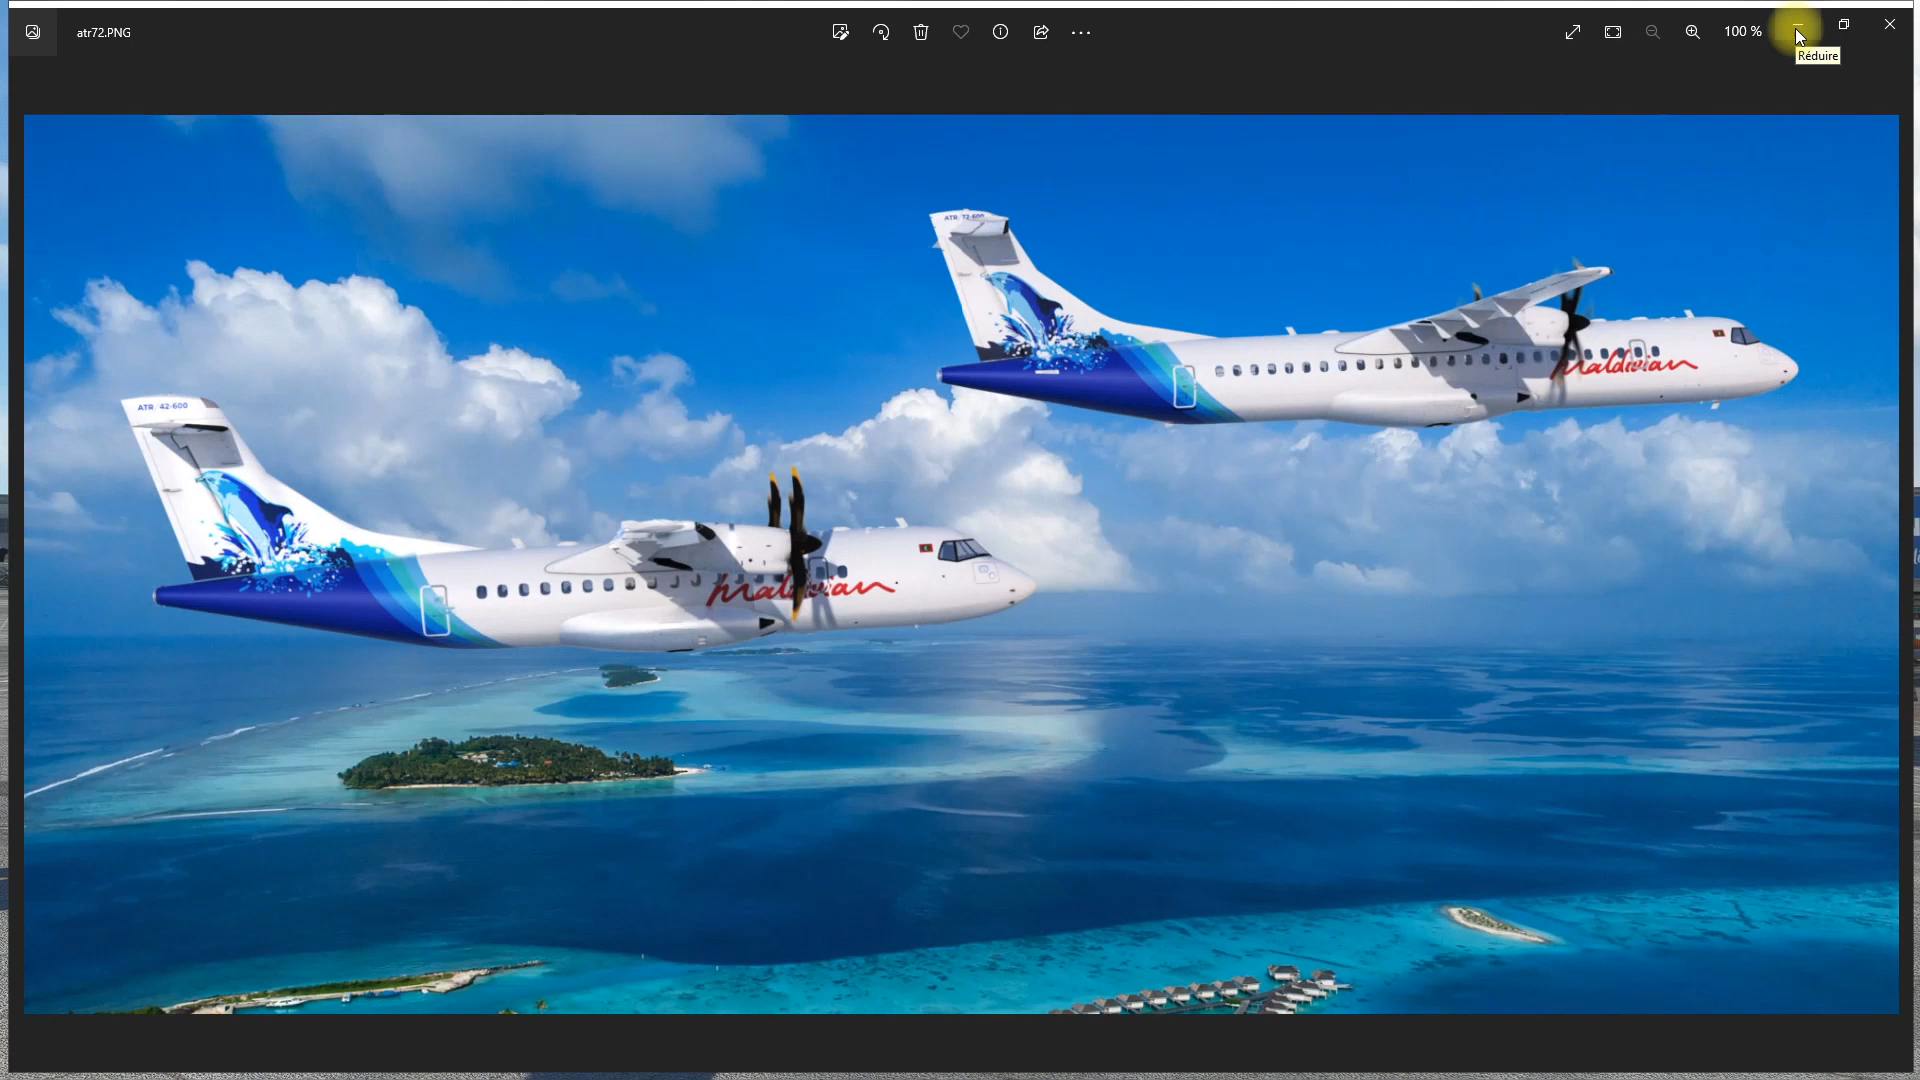 atr72.PNG
100 %
Réduire
ATR 72-600
maldivian
ATR 42-600
maldivian